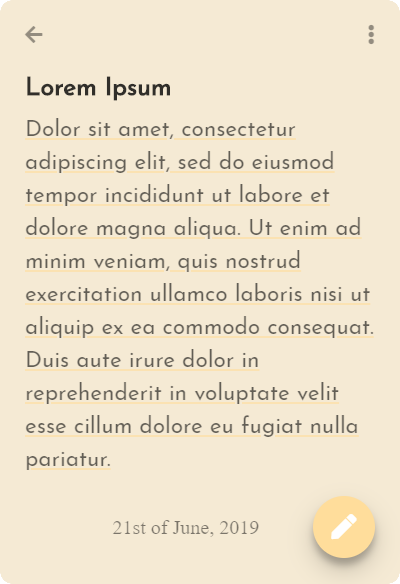 Lorem Ipsum
Dolor sit amet, consectetur
adipiscing elit, sed do eiusmod
tempor incididunt ut labore et
dolore magna aliqua. Ut enim ad
minim veniam, quis nostrud
exercitation ullamco laboris nisi ut
aliquip ex ea commodo consequat.
Duis aute irure dolor in
reprehenderit in voluptate velit
esse cillum dolore eu fugiat nulla
pariatur.
21st of June, 2019